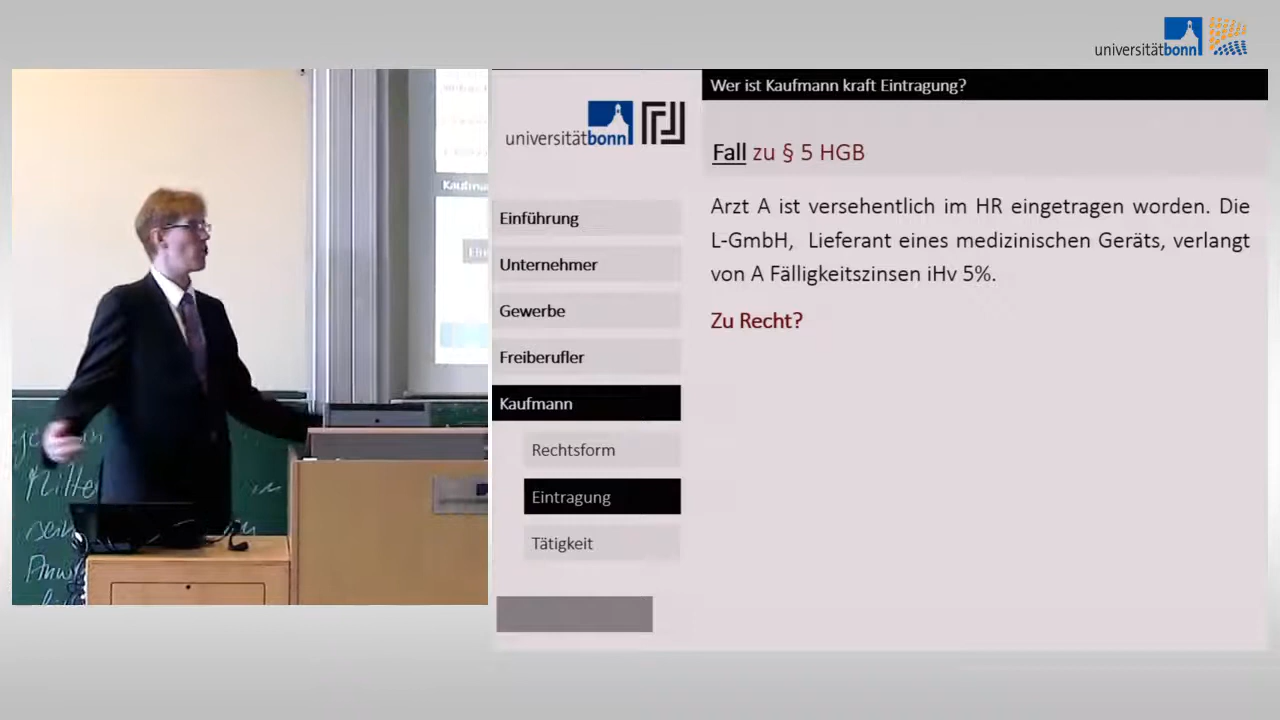 universitätbonn
Wer ist Kaufmann kraft Eintragung?
universitätbonn
Fall zu § 5 HGB
Arzt A ist versehentlich im HR eingetragen worden. Die
L-GmbH, Lieferant eines medizinischen Geräts, verlangt
von A Fälligkeitszinsen iHv 5%.
Zu Recht?
Einführung
Unternehmer
Gewerbe
Freiberufler
Kaufmann
Rechtsform
Eintragung
Tätigkeit
Kaufma